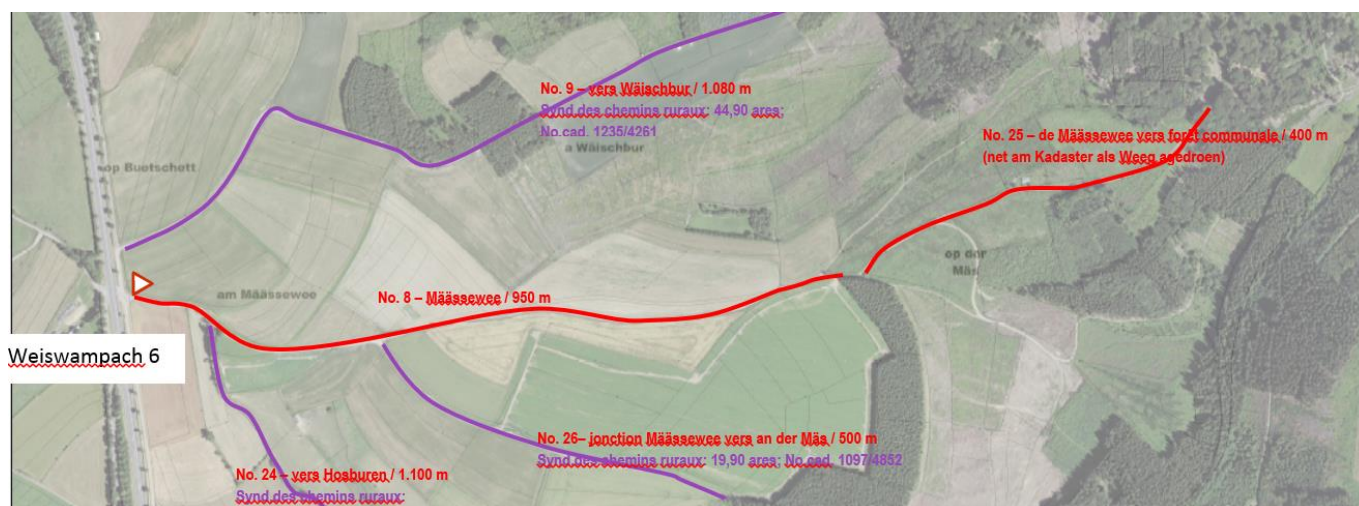 No. 9 – vers Wäischbur / 1.080 m
Synd.des chemins ruraux: 44,90 ares;
No.cad. 1235/4261
a Wäischbur
No. 25 – de Määssewee vers forêt communale / 400 m
(net am Kadaster als Weeg agedroen)
op Buetschott
op der
Mäs
am Määssewee
No. 8 – Määssewee / 950 m
Weiswampach 6
No. 26– jonction Määssewee vers an der Mäs / 500 m
Synd.des chemins ruraux: 19,90 ares; No.cad. 1097/4852
No. 24 – vers Hosburen / 1.100 m
Synd.des chemins ruraux: